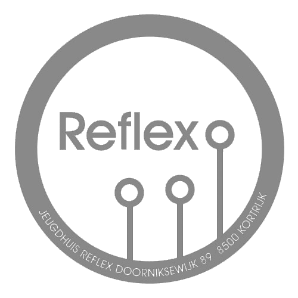 Reflex
JEUGDHUIS REFLEX DOORNIKSEWIJK 89 8500 KORTRIJK